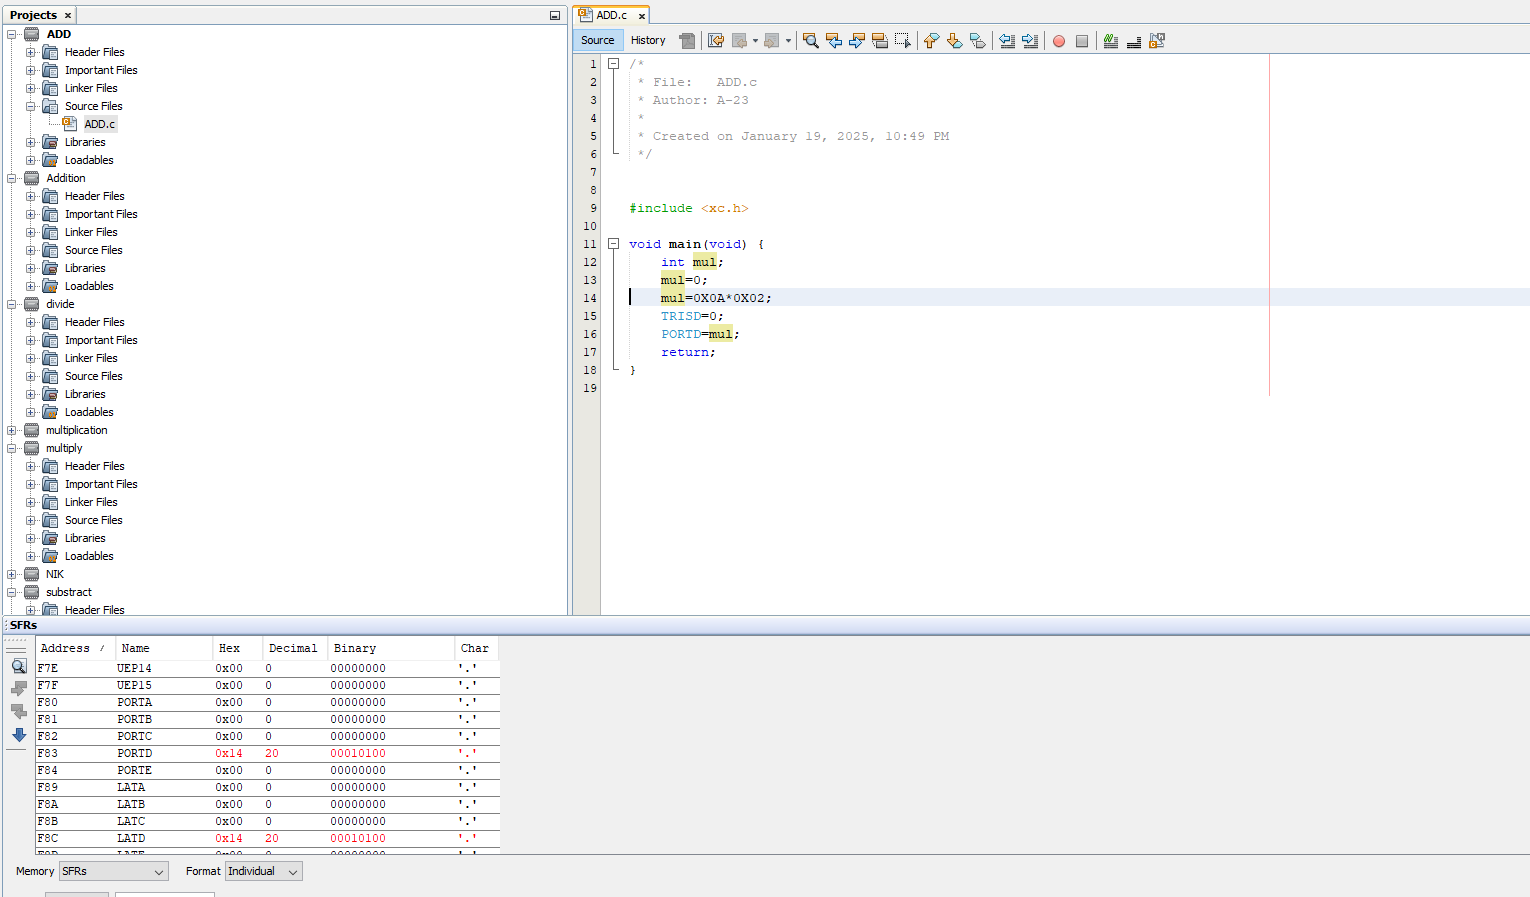 Projects
ADD
Header Files
Important Files
Linker Files
Source Files
ADD.c
Libraries
Loadables
Addition
Header Files
Important Files
Linker Files
Source Files
Libraries
Loadables
divide
Header Files
Important Files
Linker Files
Source Files
Libraries
Loadables
multiplication
multiply
Header Files
Important Files
Linker Files
Source Files
Libraries
Loadables
NIK
substract
Header Files
ADD.c
Source History
1 /*
2 * File:   ADD.c
3 * Author: A-23
4 *
5 * Created on January 19, 2025, 10:49 PM
6 */
7
8
9 #include <xc.h>
10
11 void main(void) {
12 int mul;
13 mul=0;
14 mul=0X0A*0X02;
15 TRISD=0;
16 PORTD=mul;
17 return;
18 }
19
SFRs
Address / Name Hex Decimal Binary Char
F7E UEP14 0x00 0 00000000 '.'
F7F UEP15 0x00 0 00000000 '.'
F80 PORTA 0x00 0 00000000 '.'
F81 PORTB 0x00 0 00000000 '.'
F82 PORTC 0x00 0 00000000 '.'
F83 PORTD 0x14 20 00010100 '.'
F84 PORTE 0x00 0 00000000 '.'
F89 LATA 0x00 0 00000000 '.'
F8A LATB 0x00 0 00000000 '.'
F8B LATC 0x00 0 00000000 '.'
F8C LATD 0x14 20 00010100 '.'
Memory SFRs Format Individual